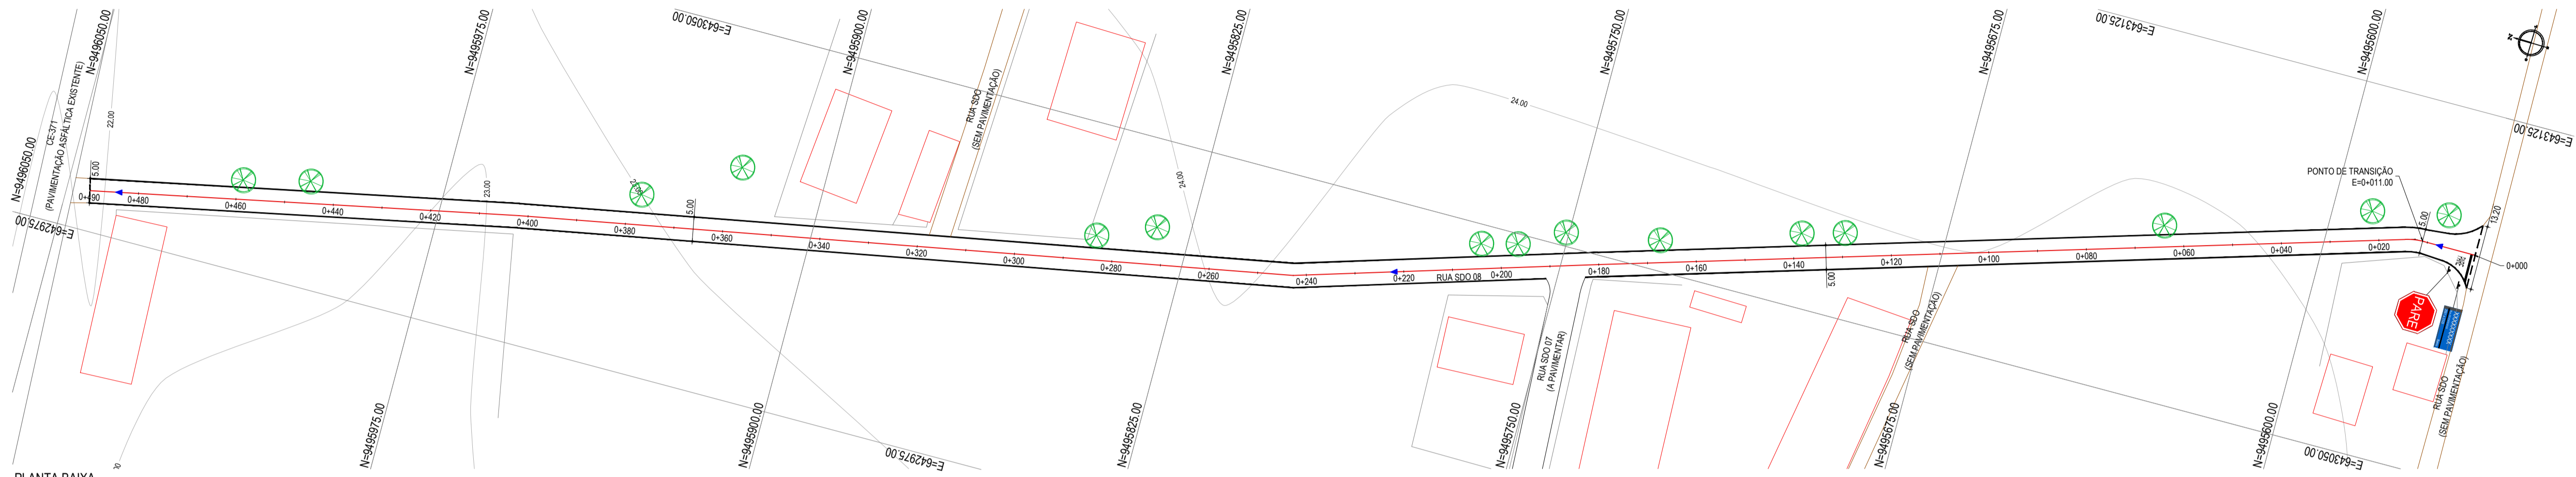 N=9496050.00
N=9495975.00
E=643050.00
N=9495900.00
N=9495825.00
N=9495750.00
N=9495675.00
E=643125.00
N=9495600.00
N
CE-371
(PAVIMENTAÇÃO ASFÁLTICA EXISTENTE)
22.00
RUA SDO
(SEM PAVIMENTAÇÃO)
24.00
E=643125.00
N=9496050.00
5.00
23.00
23.00
24.00
PONTO DE TRANSIÇÃO
E=0+011.00
5.00
13.20
5.00
0+490
0+480
0+460
0+440
0+420
0+400
0+380
0+360
0+340
0+320
0+300
0+280
0+260
0+240
0+220
RUA SDO 08
0+200
0+180
0+160
0+140
5.00
0+120
0+100
0+080
0+060
0+040
0+020
0+000
E=642975.00
PARE
RUA SDO 07
(A PAVIMENTAR)
RUA SDO
(SEM PAVIMENTAÇÃO)
RUA SDO
(SEM PAVIMENTAÇÃO)
N=9495975.00
N=9495900.00
E=642975.00
N=9495825.00
N=9495750.00
N=9495675.00
N=9495600.00
E=643050.00
PLANTA BAIXA